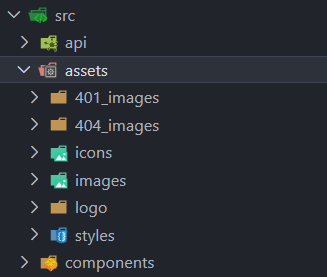 src
api
assets
401_images
404_images
icons
images
logo
styles
components